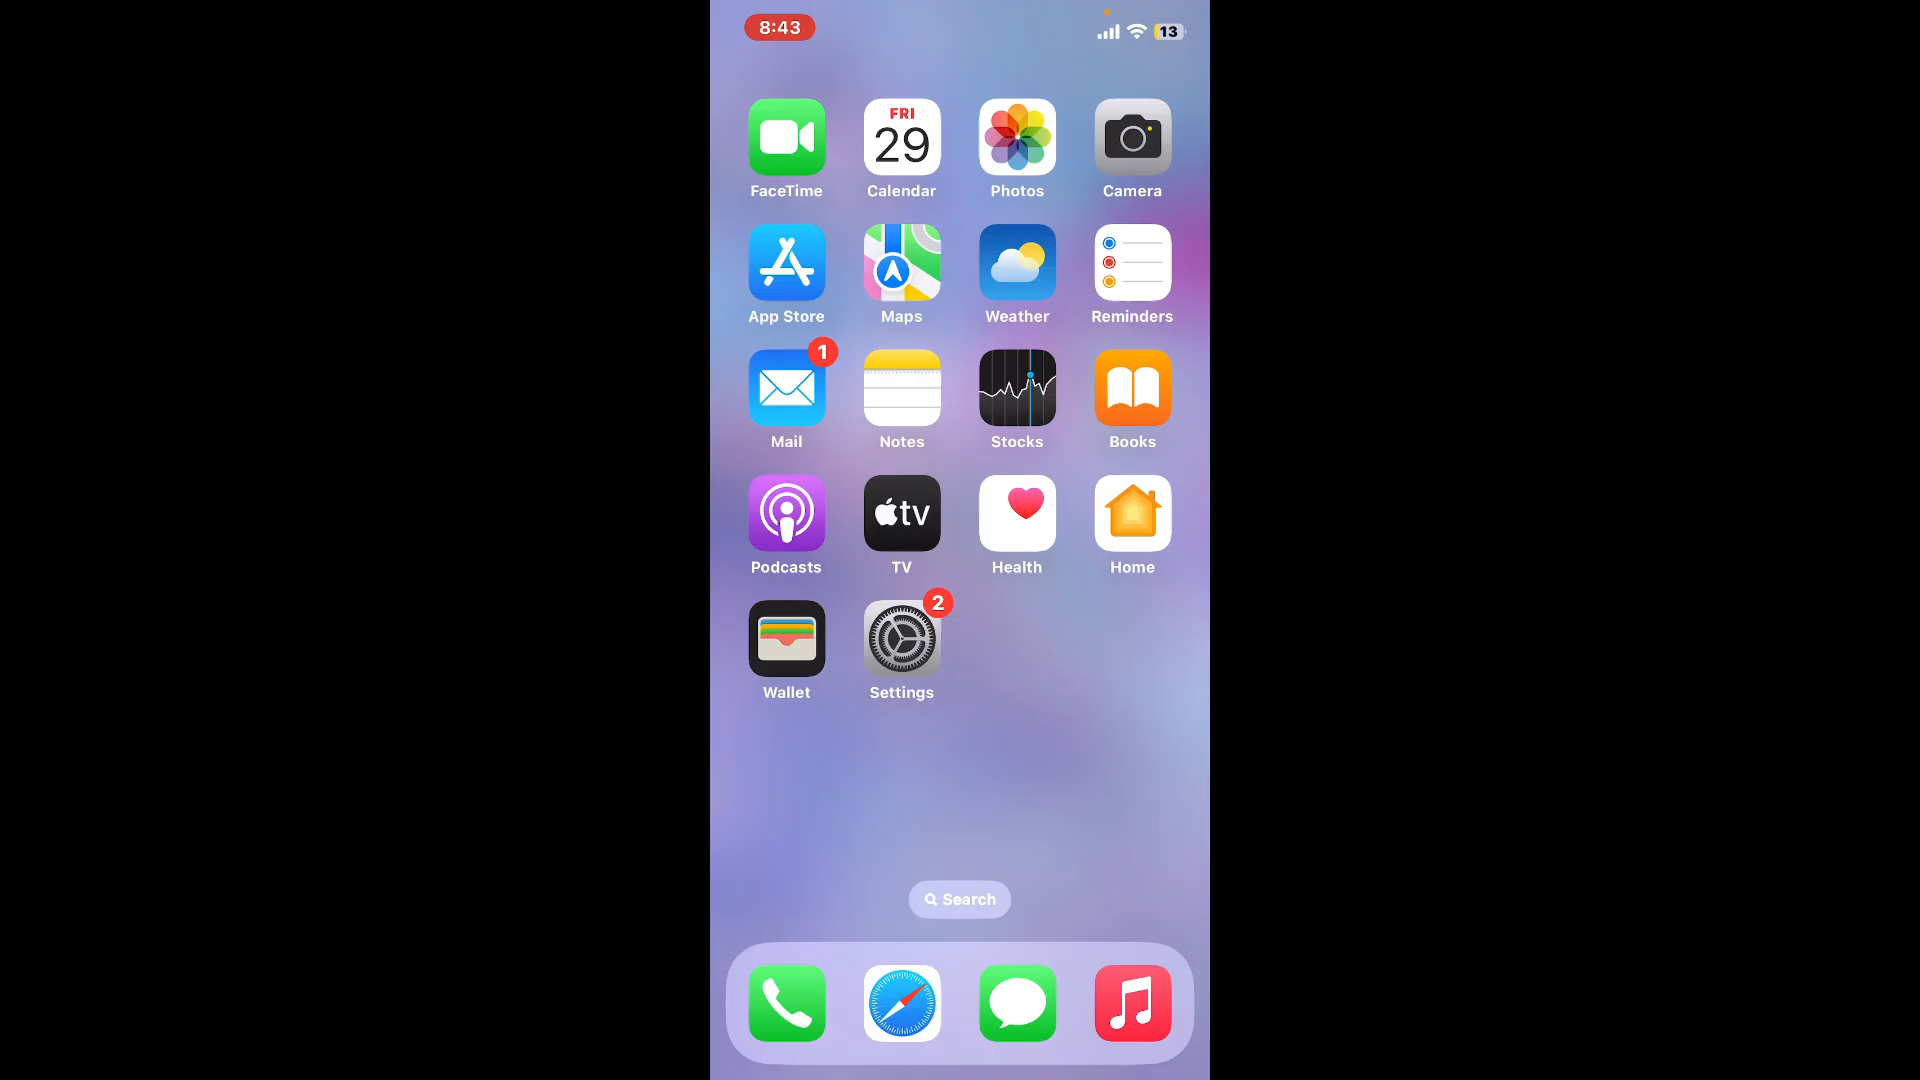 8:43
13
FRI
29
FaceTime
Calendar
Photos
Camera
App Store
Maps
Weather
Reminders
1
Mail
Notes
Stocks
Books
tv
Podcasts
TV
Health
Home
2
Wallet
Settings
Search